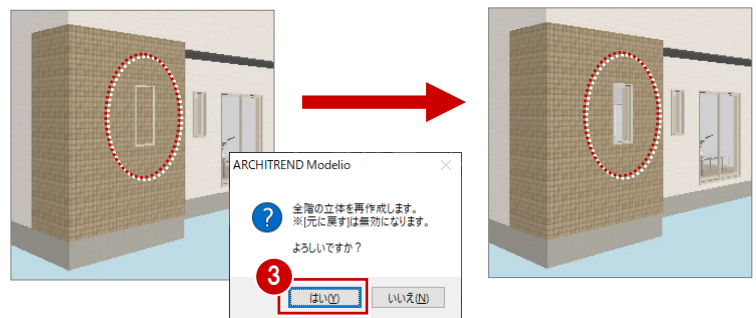 ARCHITREND Modelio
全階の立体を再作成します。
※[元に戻す]は無効になります。
よろしいですか？
3
はい(Y)
いいえ(N)